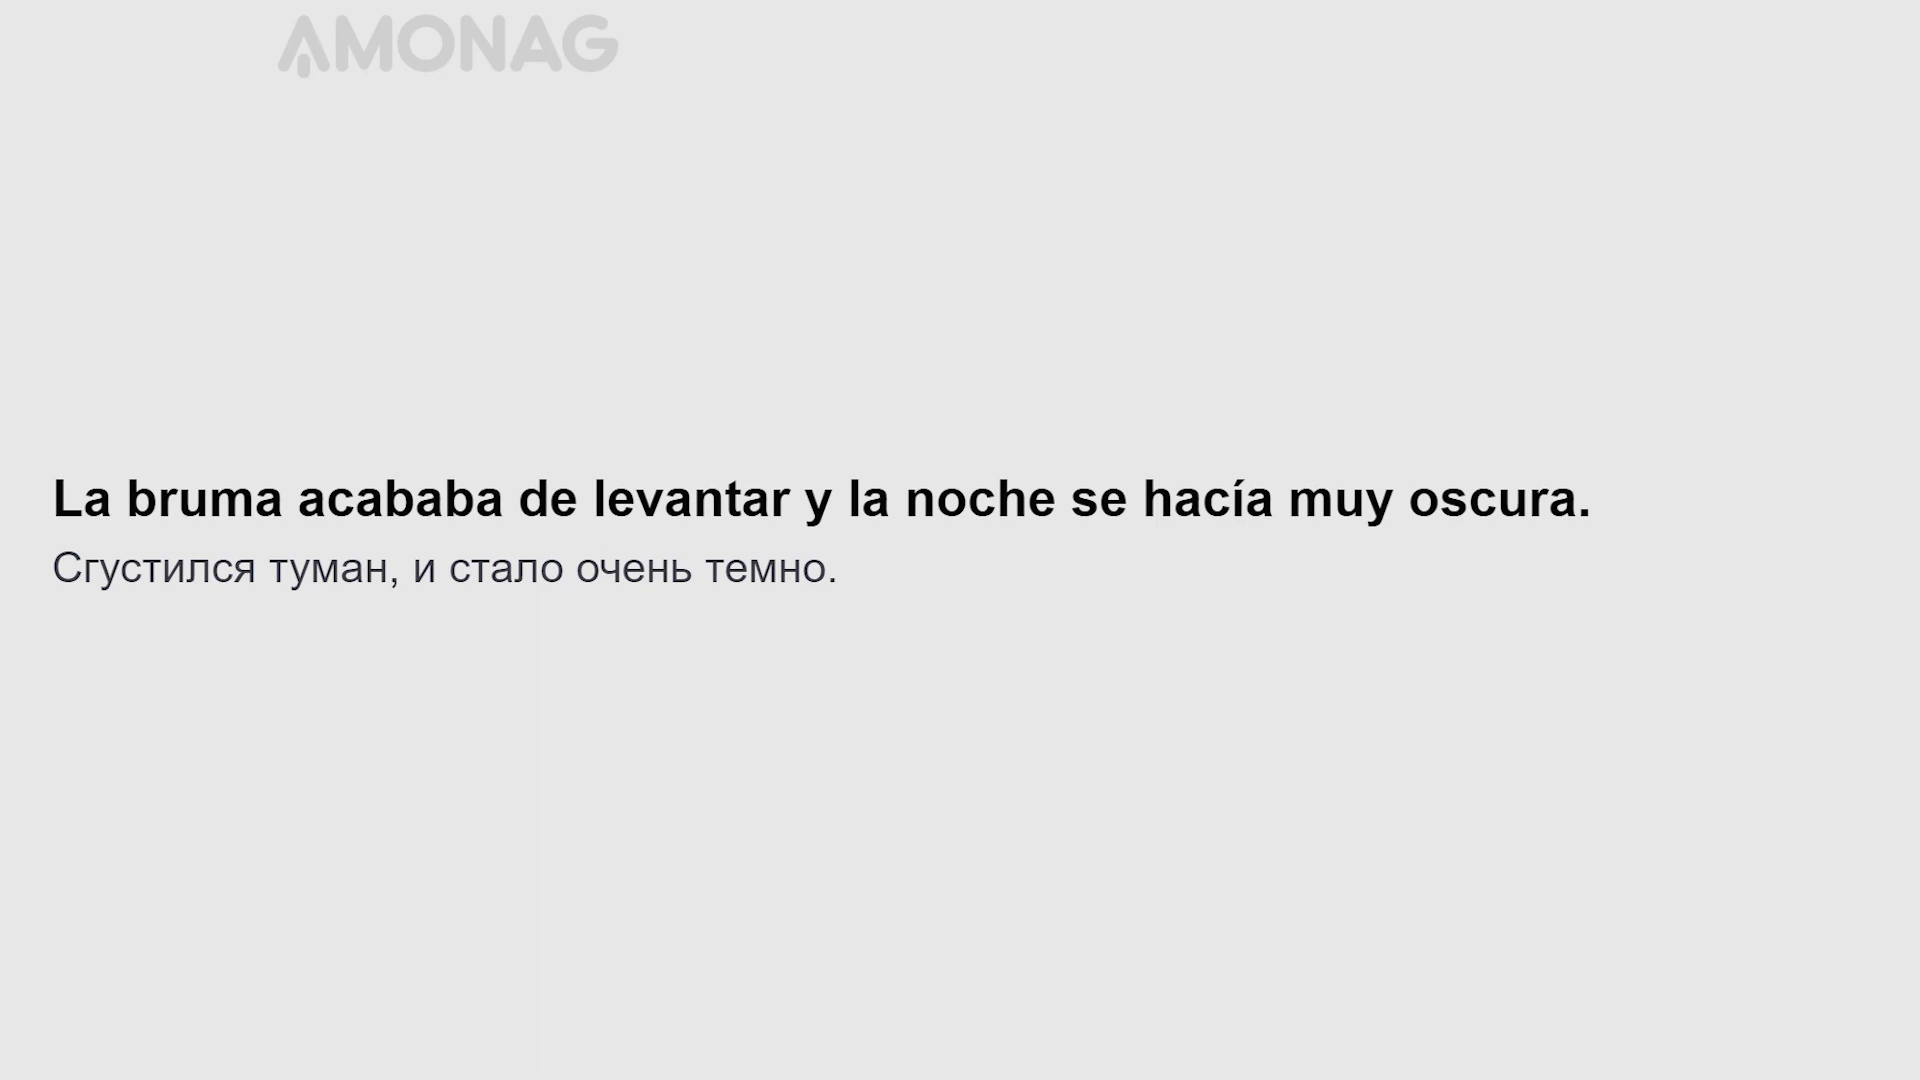 AMONAG
La bruma acababa de levantar y la noche se hacía muy oscura.
Сгустился туман, и стало очень темно.